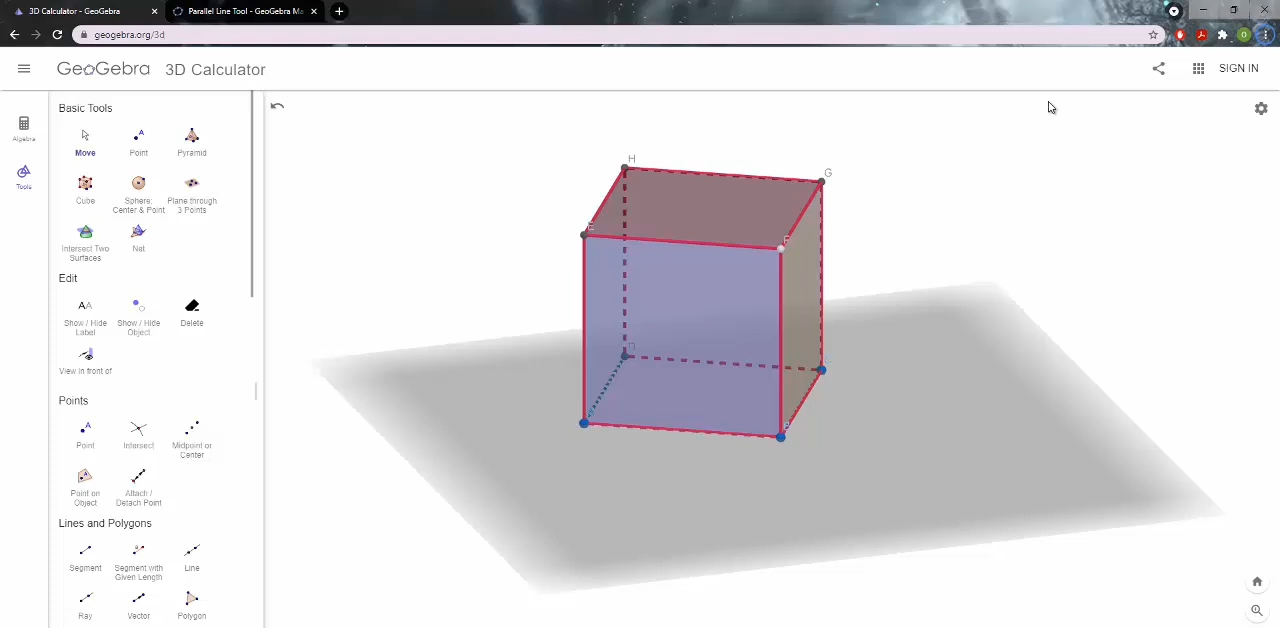 3D Calculator - GeoGebra
Parallel Line Tool - GeoGebra Ma
geogebra.org/3d
GeoGebra 3D Calculator
SIGN IN
Algebra
Tools
Basic Tools
Move
Point
Pyramid
Cube
Sphere: Center & Point
Plane through 3 Points
Intersect Two Surfaces
Net
Edit
Show / Hide Label
Show / Hide Object
Delete
View in front of
Points
Point
Intersect
Midpoint or Center
Point on Object
Attach / Detach Point
Lines and Polygons
Segment
Segment with Given Length
Line
Ray
Vector
Polygon
H
G
E
F
D